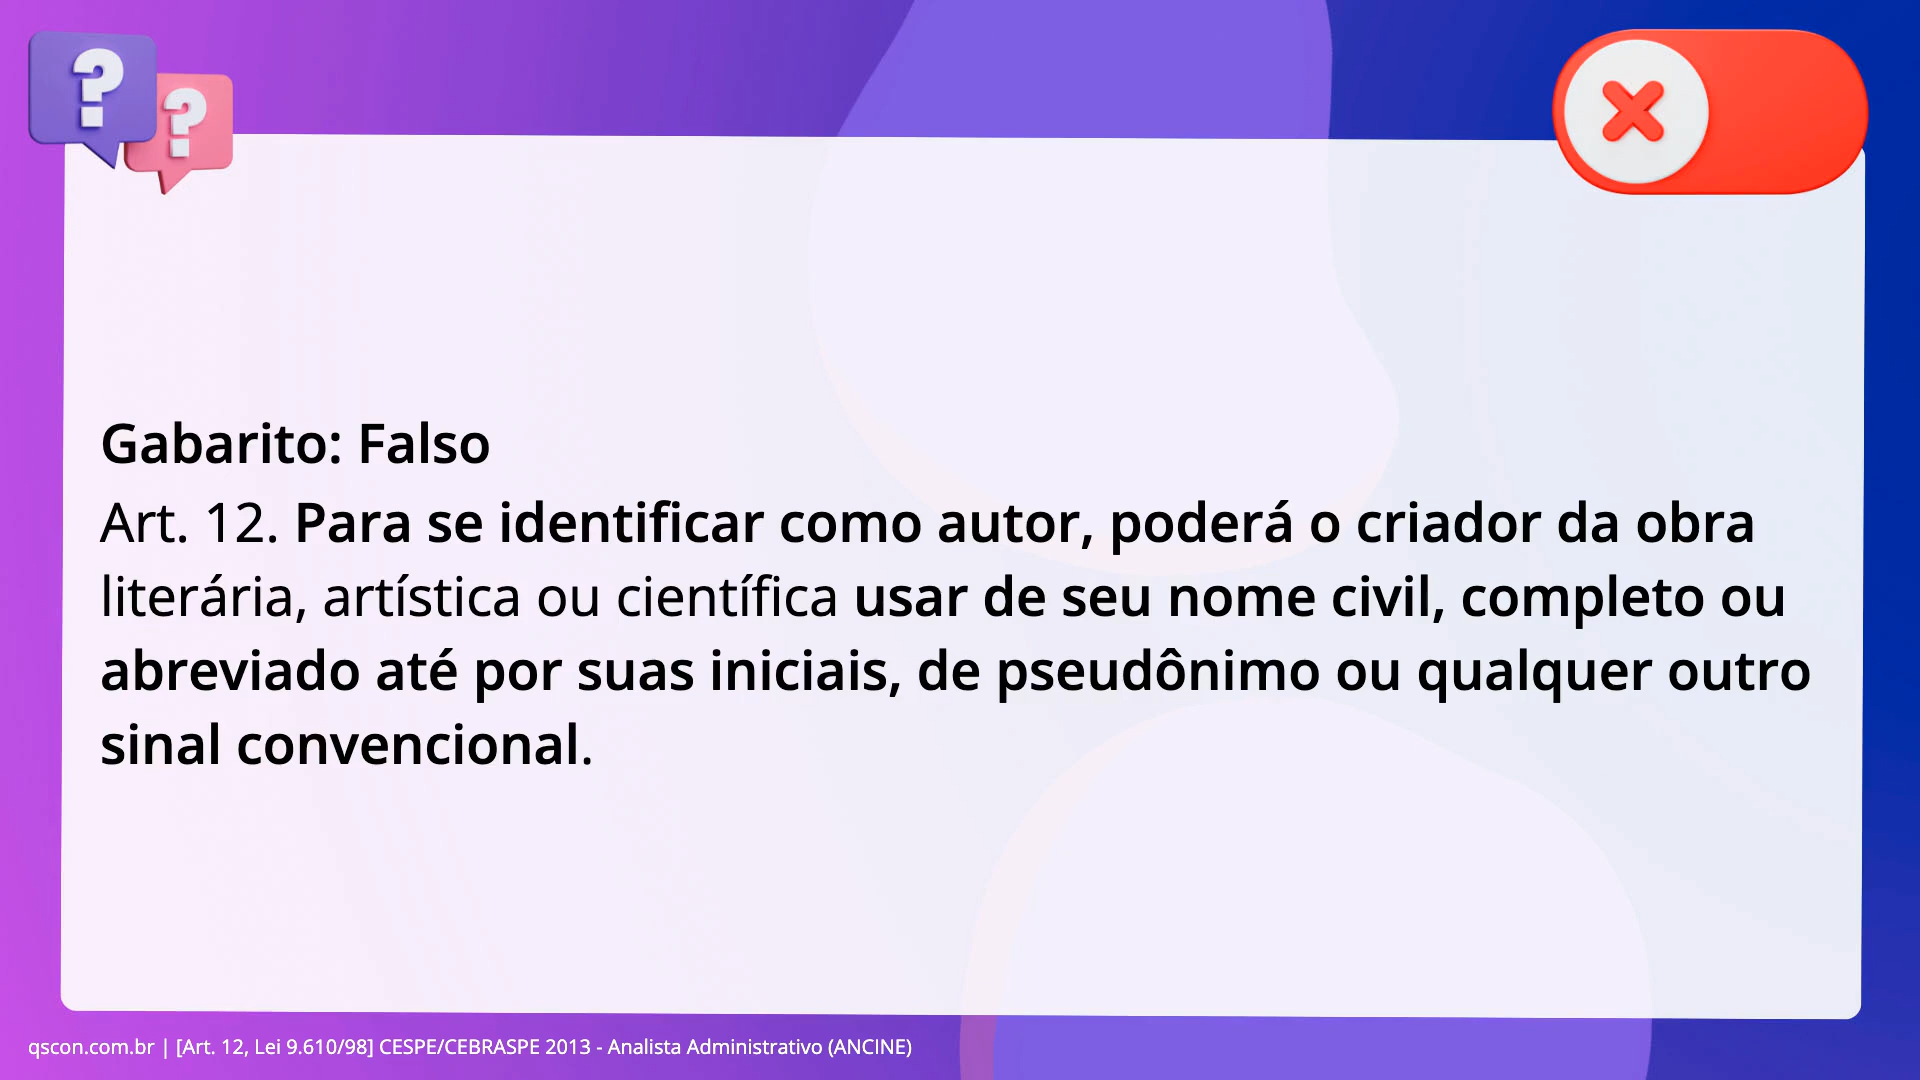 ? ?
Gabarito: Falso
Art. 12. Para se identificar como autor, poderá o criador da obra
literária, artística ou científica usar de seu nome civil, completo ou
abreviado até por suas iniciais, de pseudônimo ou qualquer outro
sinal convencional.
qscon.com.br | [Art. 12, Lei 9.610/98] CESPE/CEBRASPE 2013 - Analista Administrativo (ANCINE)